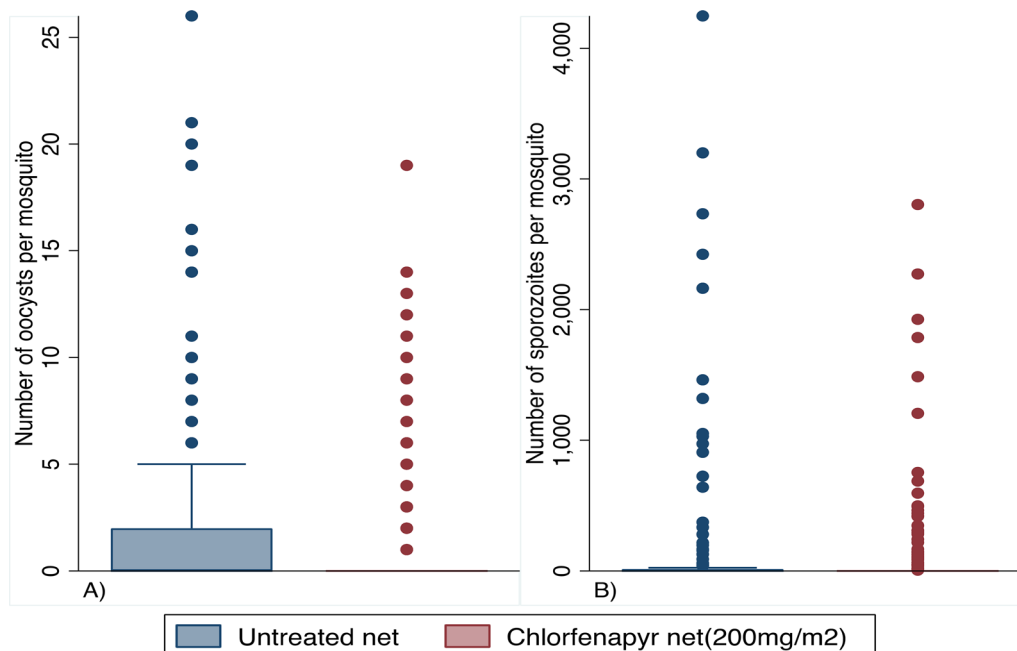 Number of oocysts per mosquito
25
20
15
10
5
0
A)
Number of sporozoites per mosquito
4,000
3,000
2,000
1,000
0
B)
Untreated net
Chlorfenapyr net(200mg/m2)